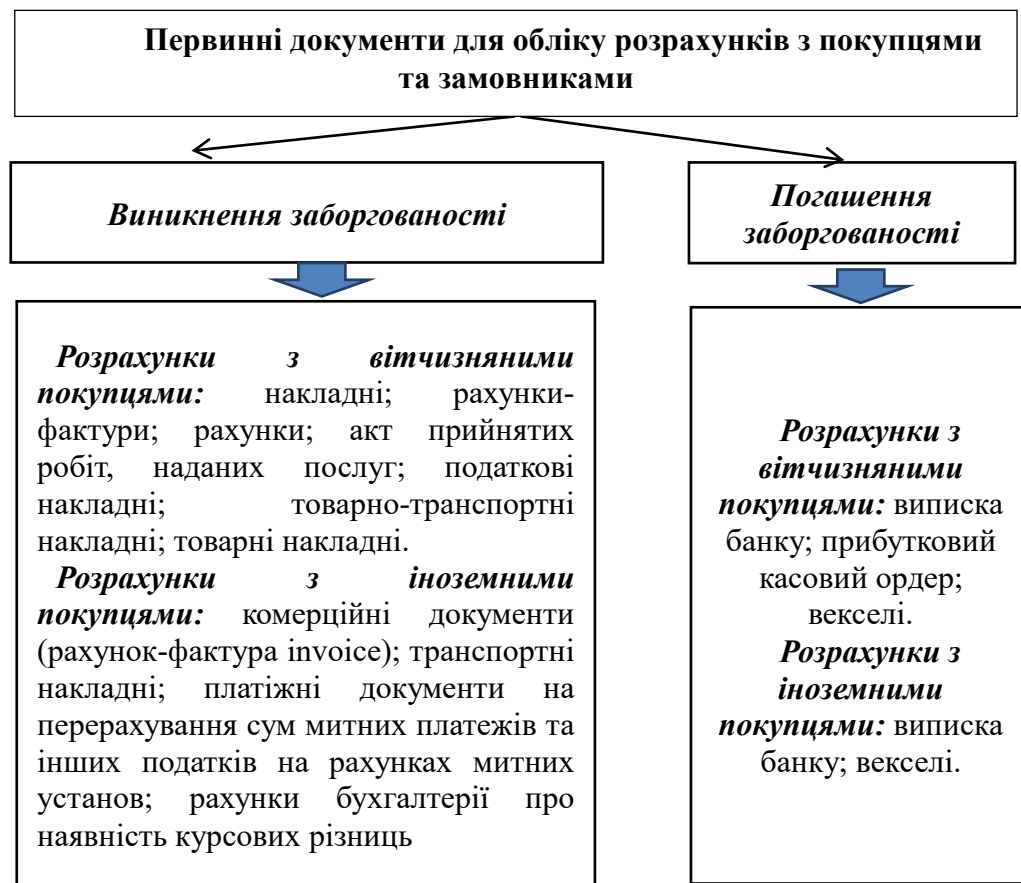 Первинні документи для обліку розрахунків з покупцями
та замовниками
Виникнення заборгованості
Погашення
заборгованості
Розрахунки з вітчизняними
покупцями: накладні; рахунки-
фактури; рахунки; акт прийнятих
робіт, наданих послуг; податкові
накладні; товарно-транспортні
накладні; товарні накладні.
Розрахунки з іноземними
покупцями: комерційні документи
(рахунок-фактура invoice); транспортні
накладні; платіжні документи на
перерахування сум митних платежів та
інших податків на рахунках митних
установ; рахунки бухгалтерії про
наявність курсових різниць
Розрахунки з
вітчизняними
покупцями: виписка
банку; прибутковий
касовий ордер;
векселі.
Розрахунки з
іноземними
покупцями: виписка
банку; векселі.